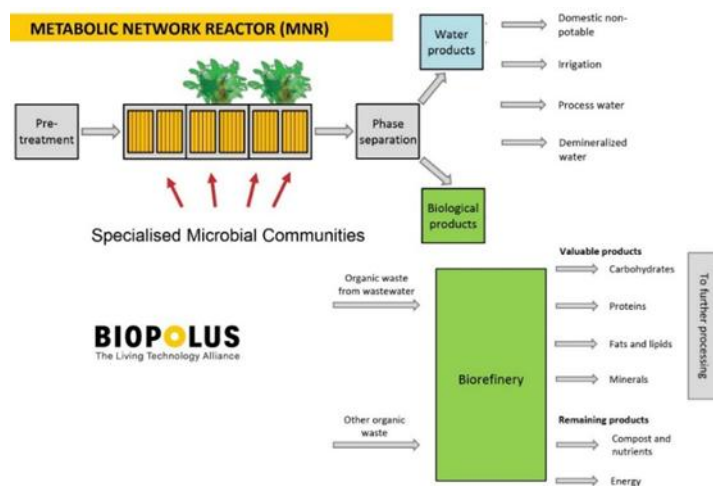 METABOLIC NETWORK REACTOR (MNR)
Pre-
treatment
Phase
separation
Water
products
Domestic non-
potable
Irrigation
Process water
Demineralized
water
Biological
products
Specialised Microbial Communities
BIOPOLUS
The Living Technology Alliance
Organic waste
from wastewater
Other organic
waste
Biorefinery
Valuable products
Carbohydrates
Proteins
Fats and lipids
Minerals
Remaining products
Compost and
nutrients
Energy
To further processing